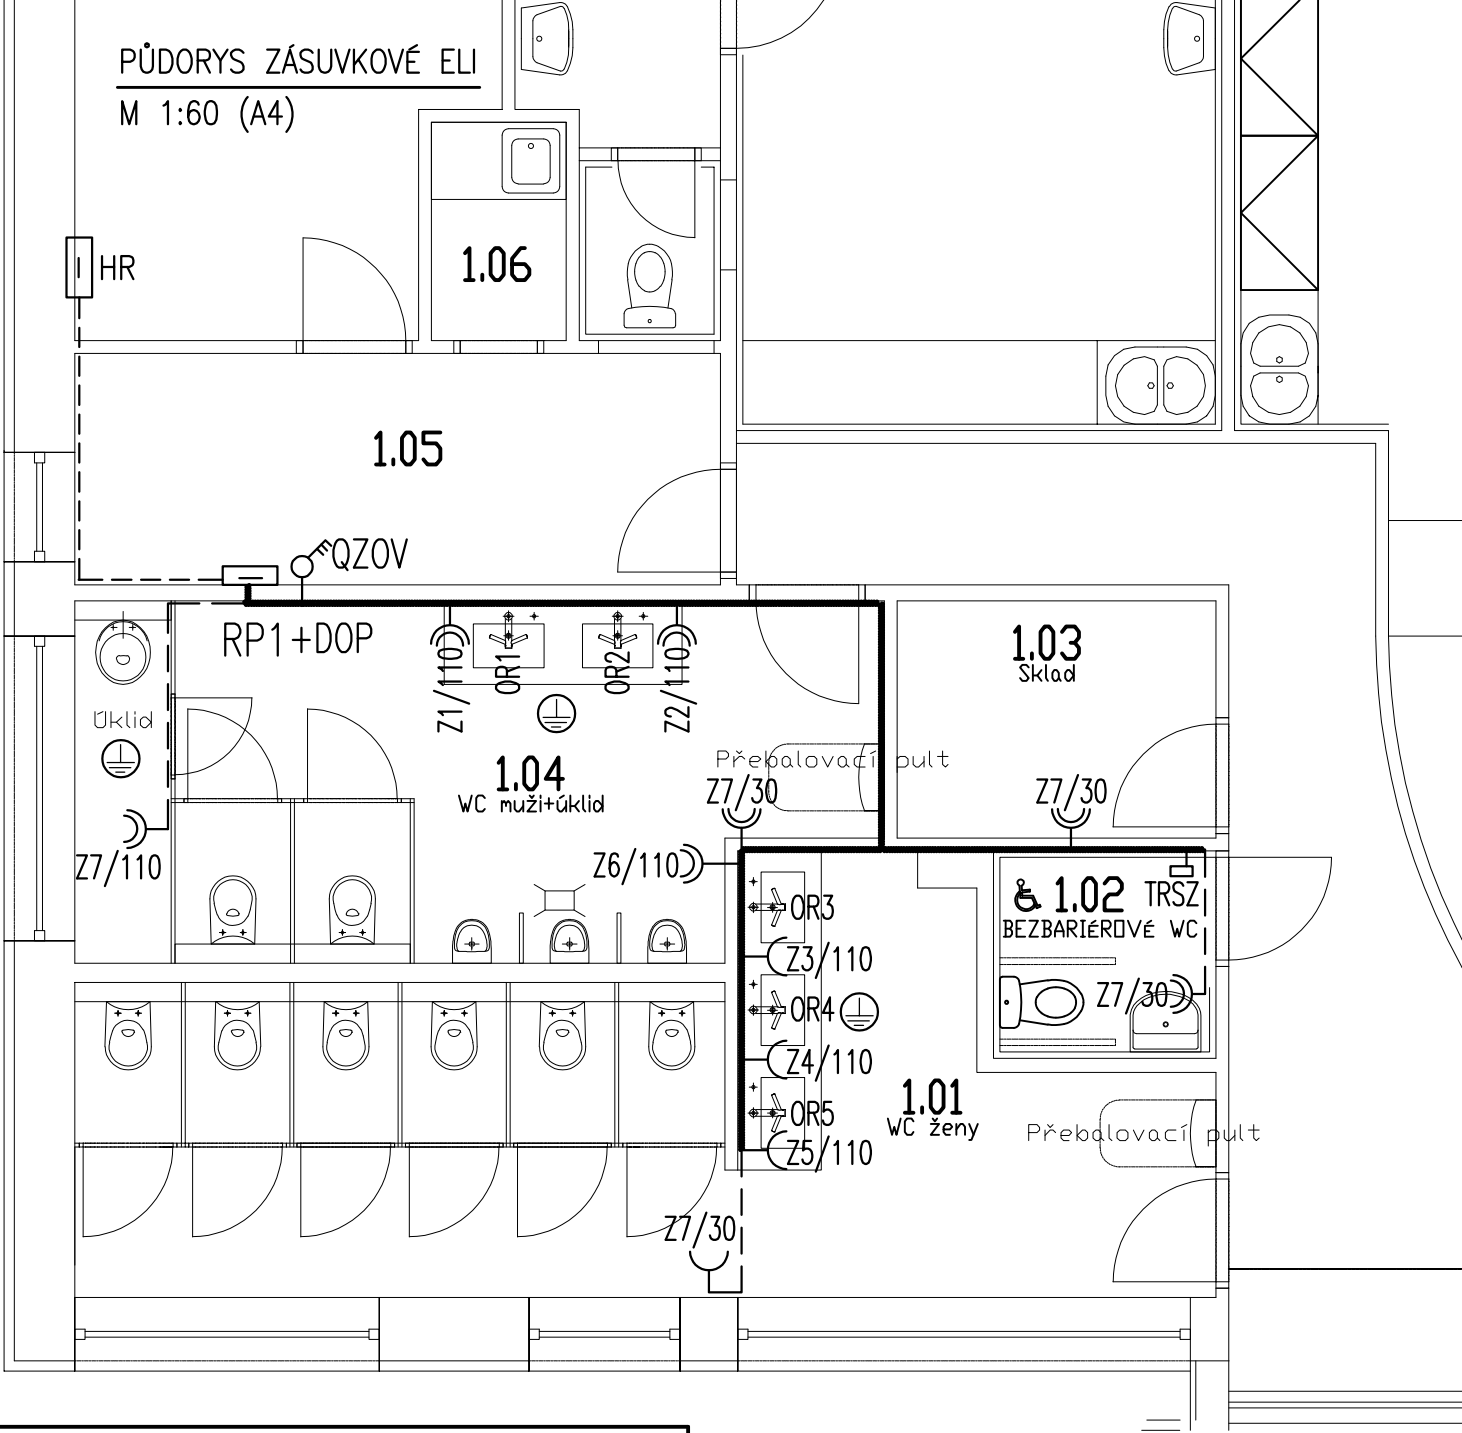 PŮDORYS ZÁSUVKOVÉ ELI
M 1:60 (A4)
HR
1.06
1.05
QZOV
RP1+DOP
Z1/110
OR1
OR2
Z2/110
1.03
Sklad
Úklid
1.04
WC muži+úklid
Přebalovací pult
Z7/30
Z7/30
Z7/110
Z6/110
OR3
1.02
TRSZ
BEZBARIÉROVÉ WC
Z3/110
Z7/30
OR4
Z4/110
1.01
WC ženy
OR5
Přebalovací pult
Z5/110
Z7/30